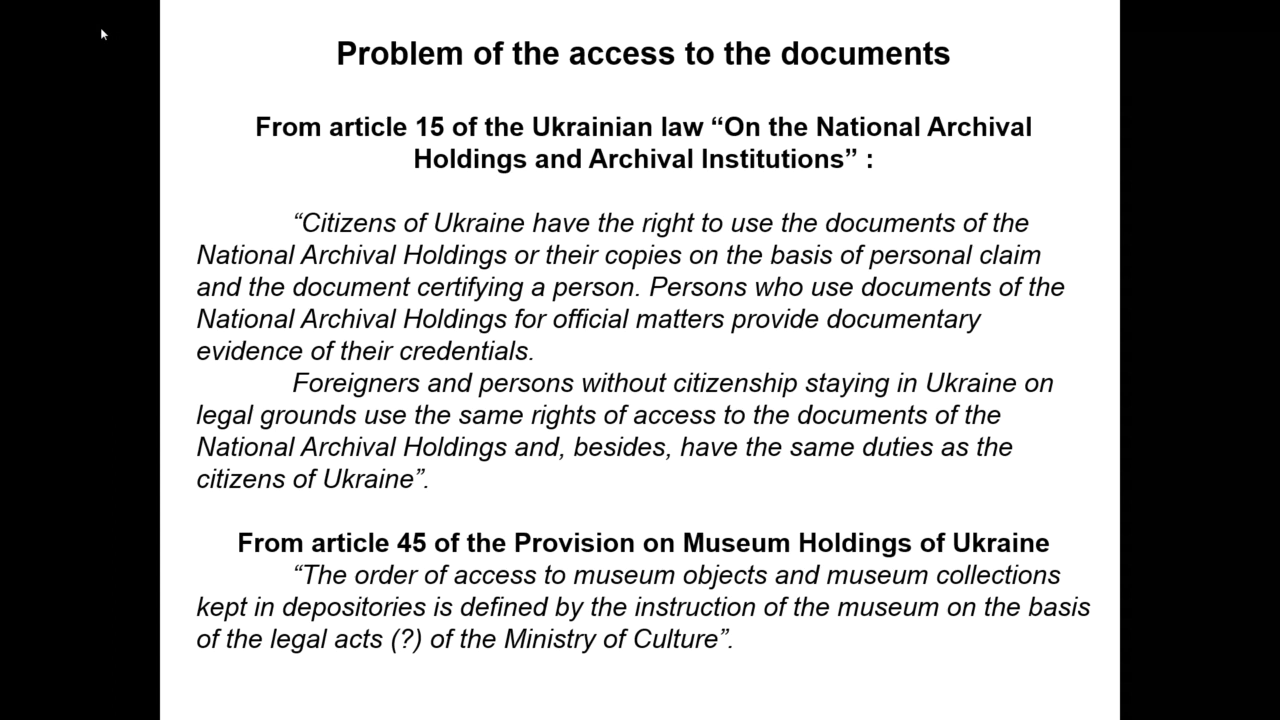 Problem of the access to the documents
From article 15 of the Ukrainian law “On the National Archival
Holdings and Archival Institutions” :
“Citizens of Ukraine have the right to use the documents of the
National Archival Holdings or their copies on the basis of personal claim
and the document certifying a person. Persons who use documents of the
National Archival Holdings for official matters provide documentary
evidence of their credentials.
Foreigners and persons without citizenship staying in Ukraine on
legal grounds use the same rights of access to the documents of the
National Archival Holdings and, besides, have the same duties as the
citizens of Ukraine”.
From article 45 of the Provision on Museum Holdings of Ukraine
“The order of access to museum objects and museum collections
kept in depositories is defined by the instruction of the museum on the basis
of the legal acts (?) of the Ministry of Culture”.